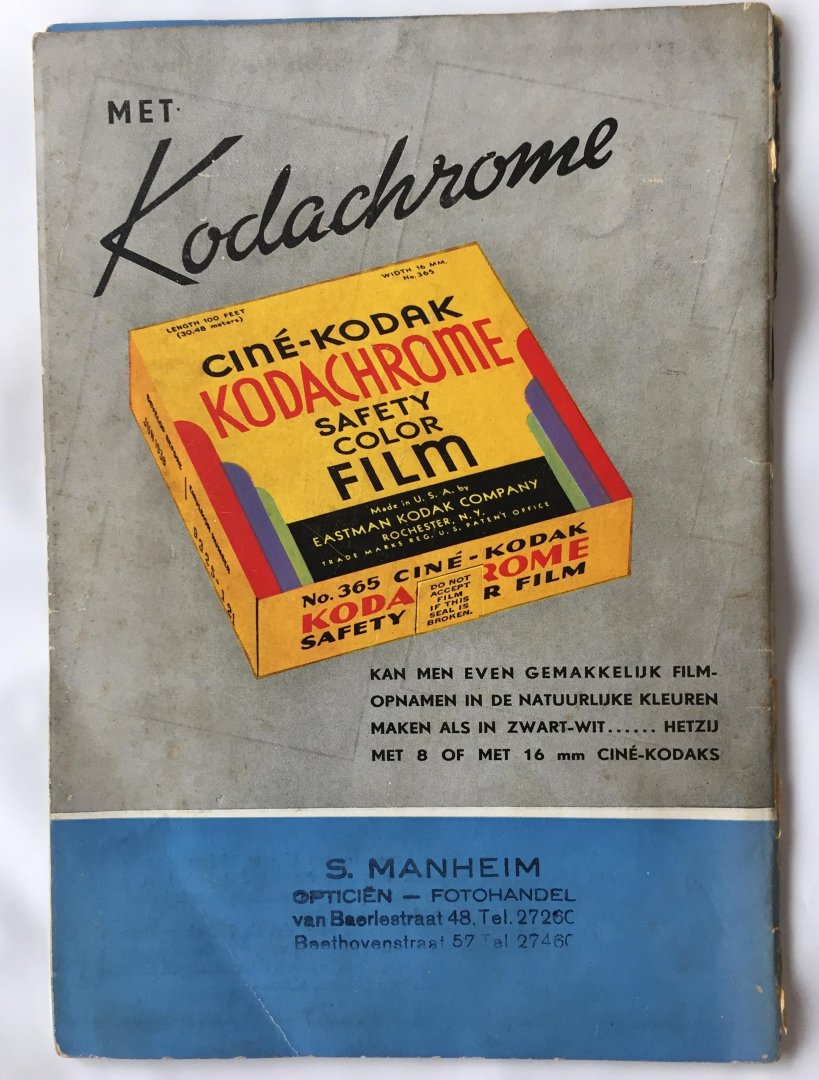 MET
Kodachrome
LENGTH 100 FEET
(30·48 meters)
WIDTH 16 MM.
No. 365
CINÉ-KODAK
KODACHROME
SAFETY
COLOR
FILM
Made in U. S. A. by
EASTMAN KODAK COMPANY
ROCHESTER, N. Y.
TRADE MARKS REG. U. S. PATENT OFFICE
No. 365 CINÉ-KODAK
KODA ROME
SAFETY R FILM
DO NOT
ACCEPT
FILM
IF THIS
SEAL IS
BROKEN.
KAN MEN EVEN GEMAKKELIJK FILM-
OPNAMEN IN DE NATUURLIJKE KLEUREN
MAKEN ALS IN ZWART-WIT...... HETZIJ
MET 8 OF MET 16 mm CINÉ-KODAKS
S. MANHEIM
OPTICIËN — FOTOHANDEL
van Baerlestraat 48, Tel. 27260
Beethovenstraat 57 Tel 27460